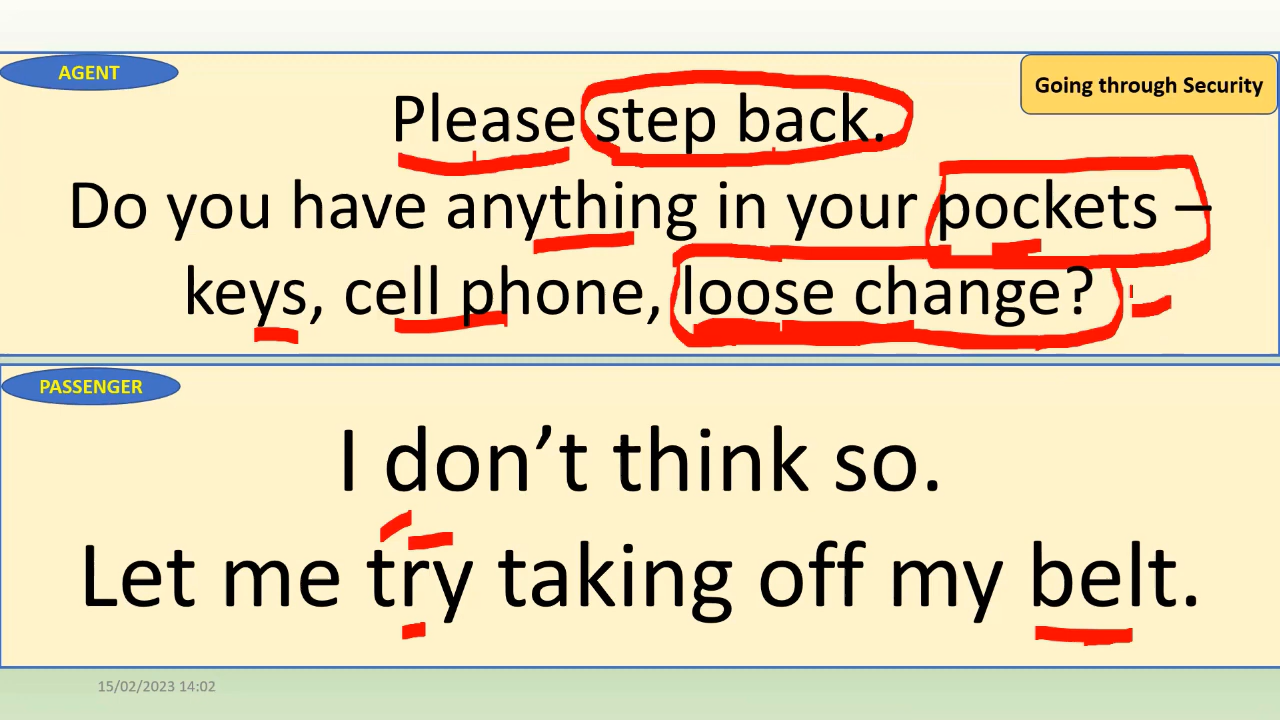 AGENT
Going through Security
Please step back.
Do you have anything in your pockets –
keys, cell phone, loose change?
PASSENGER
I don’t think so.
Let me try taking off my belt.
15/02/2023 14:02